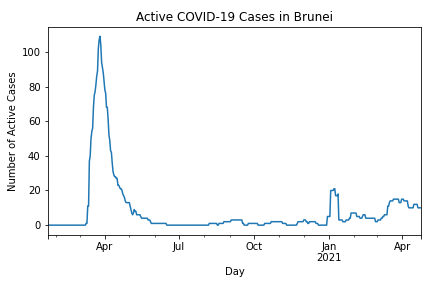 Active COVID-19 Cases in Brunei
Number of Active Cases
100
80
60
40
20
0
Apr
Jul
Oct
Jan
2021
Apr
Day